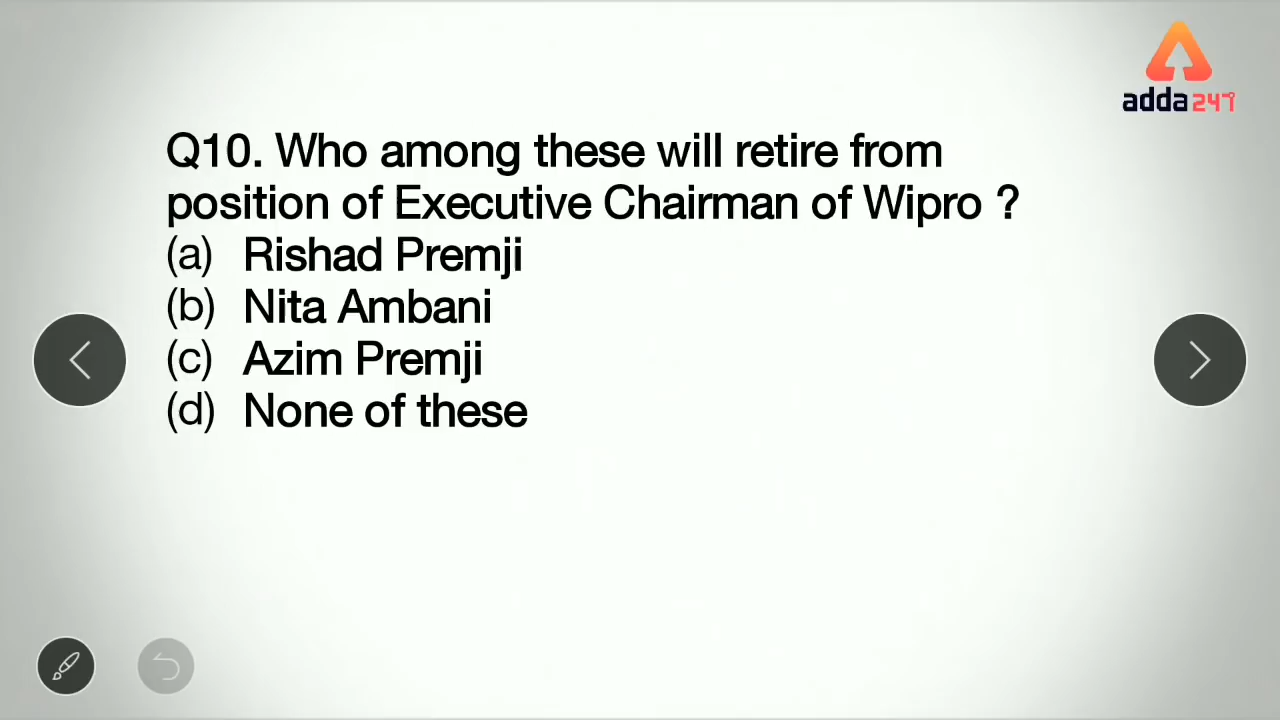 adda247
Q10. Who among these will retire from
position of Executive Chairman of Wipro ?
(a) Rishad Premji
(b) Nita Ambani
(c) Azim Premji
(d) None of these